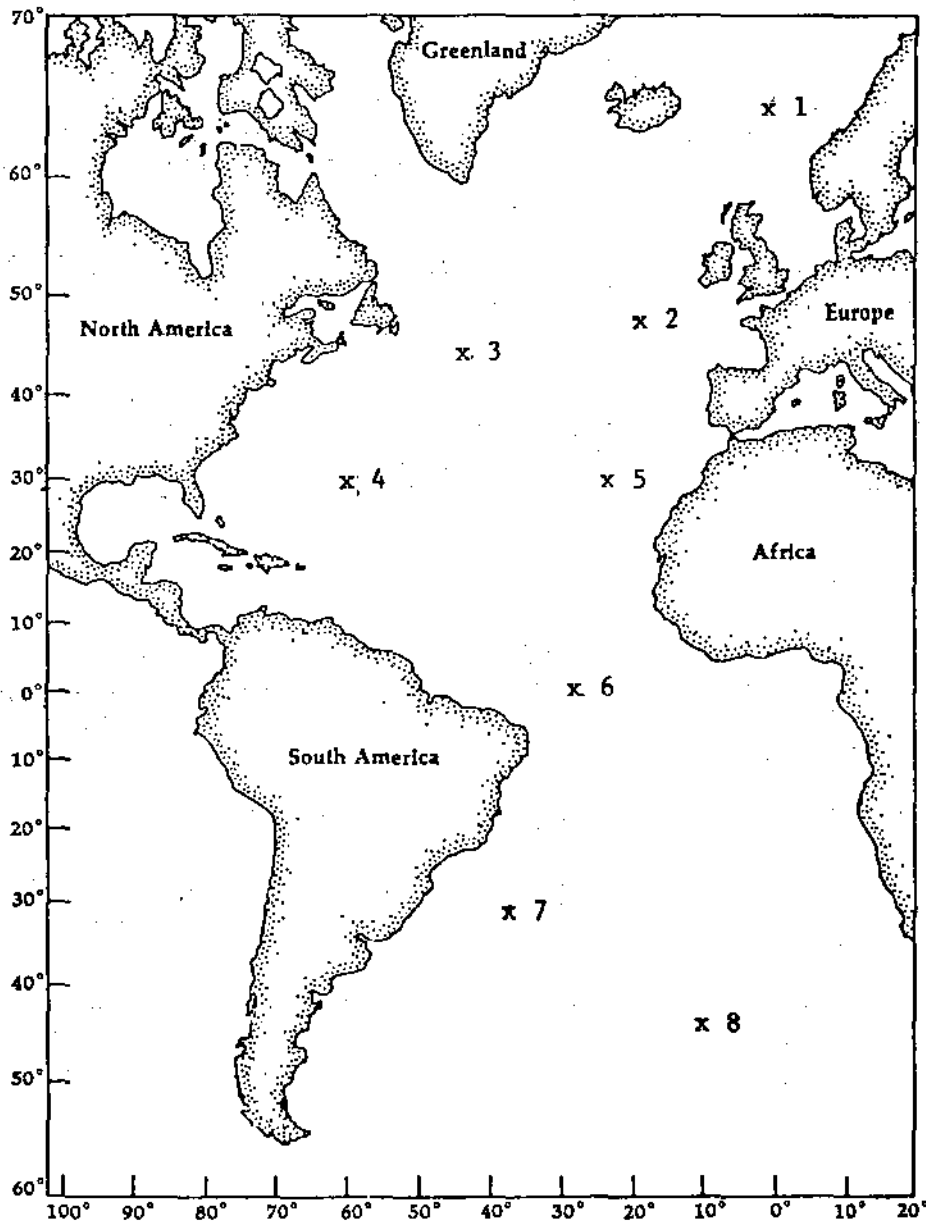 70°
Greenland
x 1
60°
50°
North America
x 2
Europe
x 3
40°
30°
x 4
x 5
20°
Africa
10°
0°
x 6
South America
10°
20°
30°
x 7
40°
x 8
50°
60°
100° 90° 80° 70° 60° 50° 40° 30° 20° 10° 0° 10° 20°